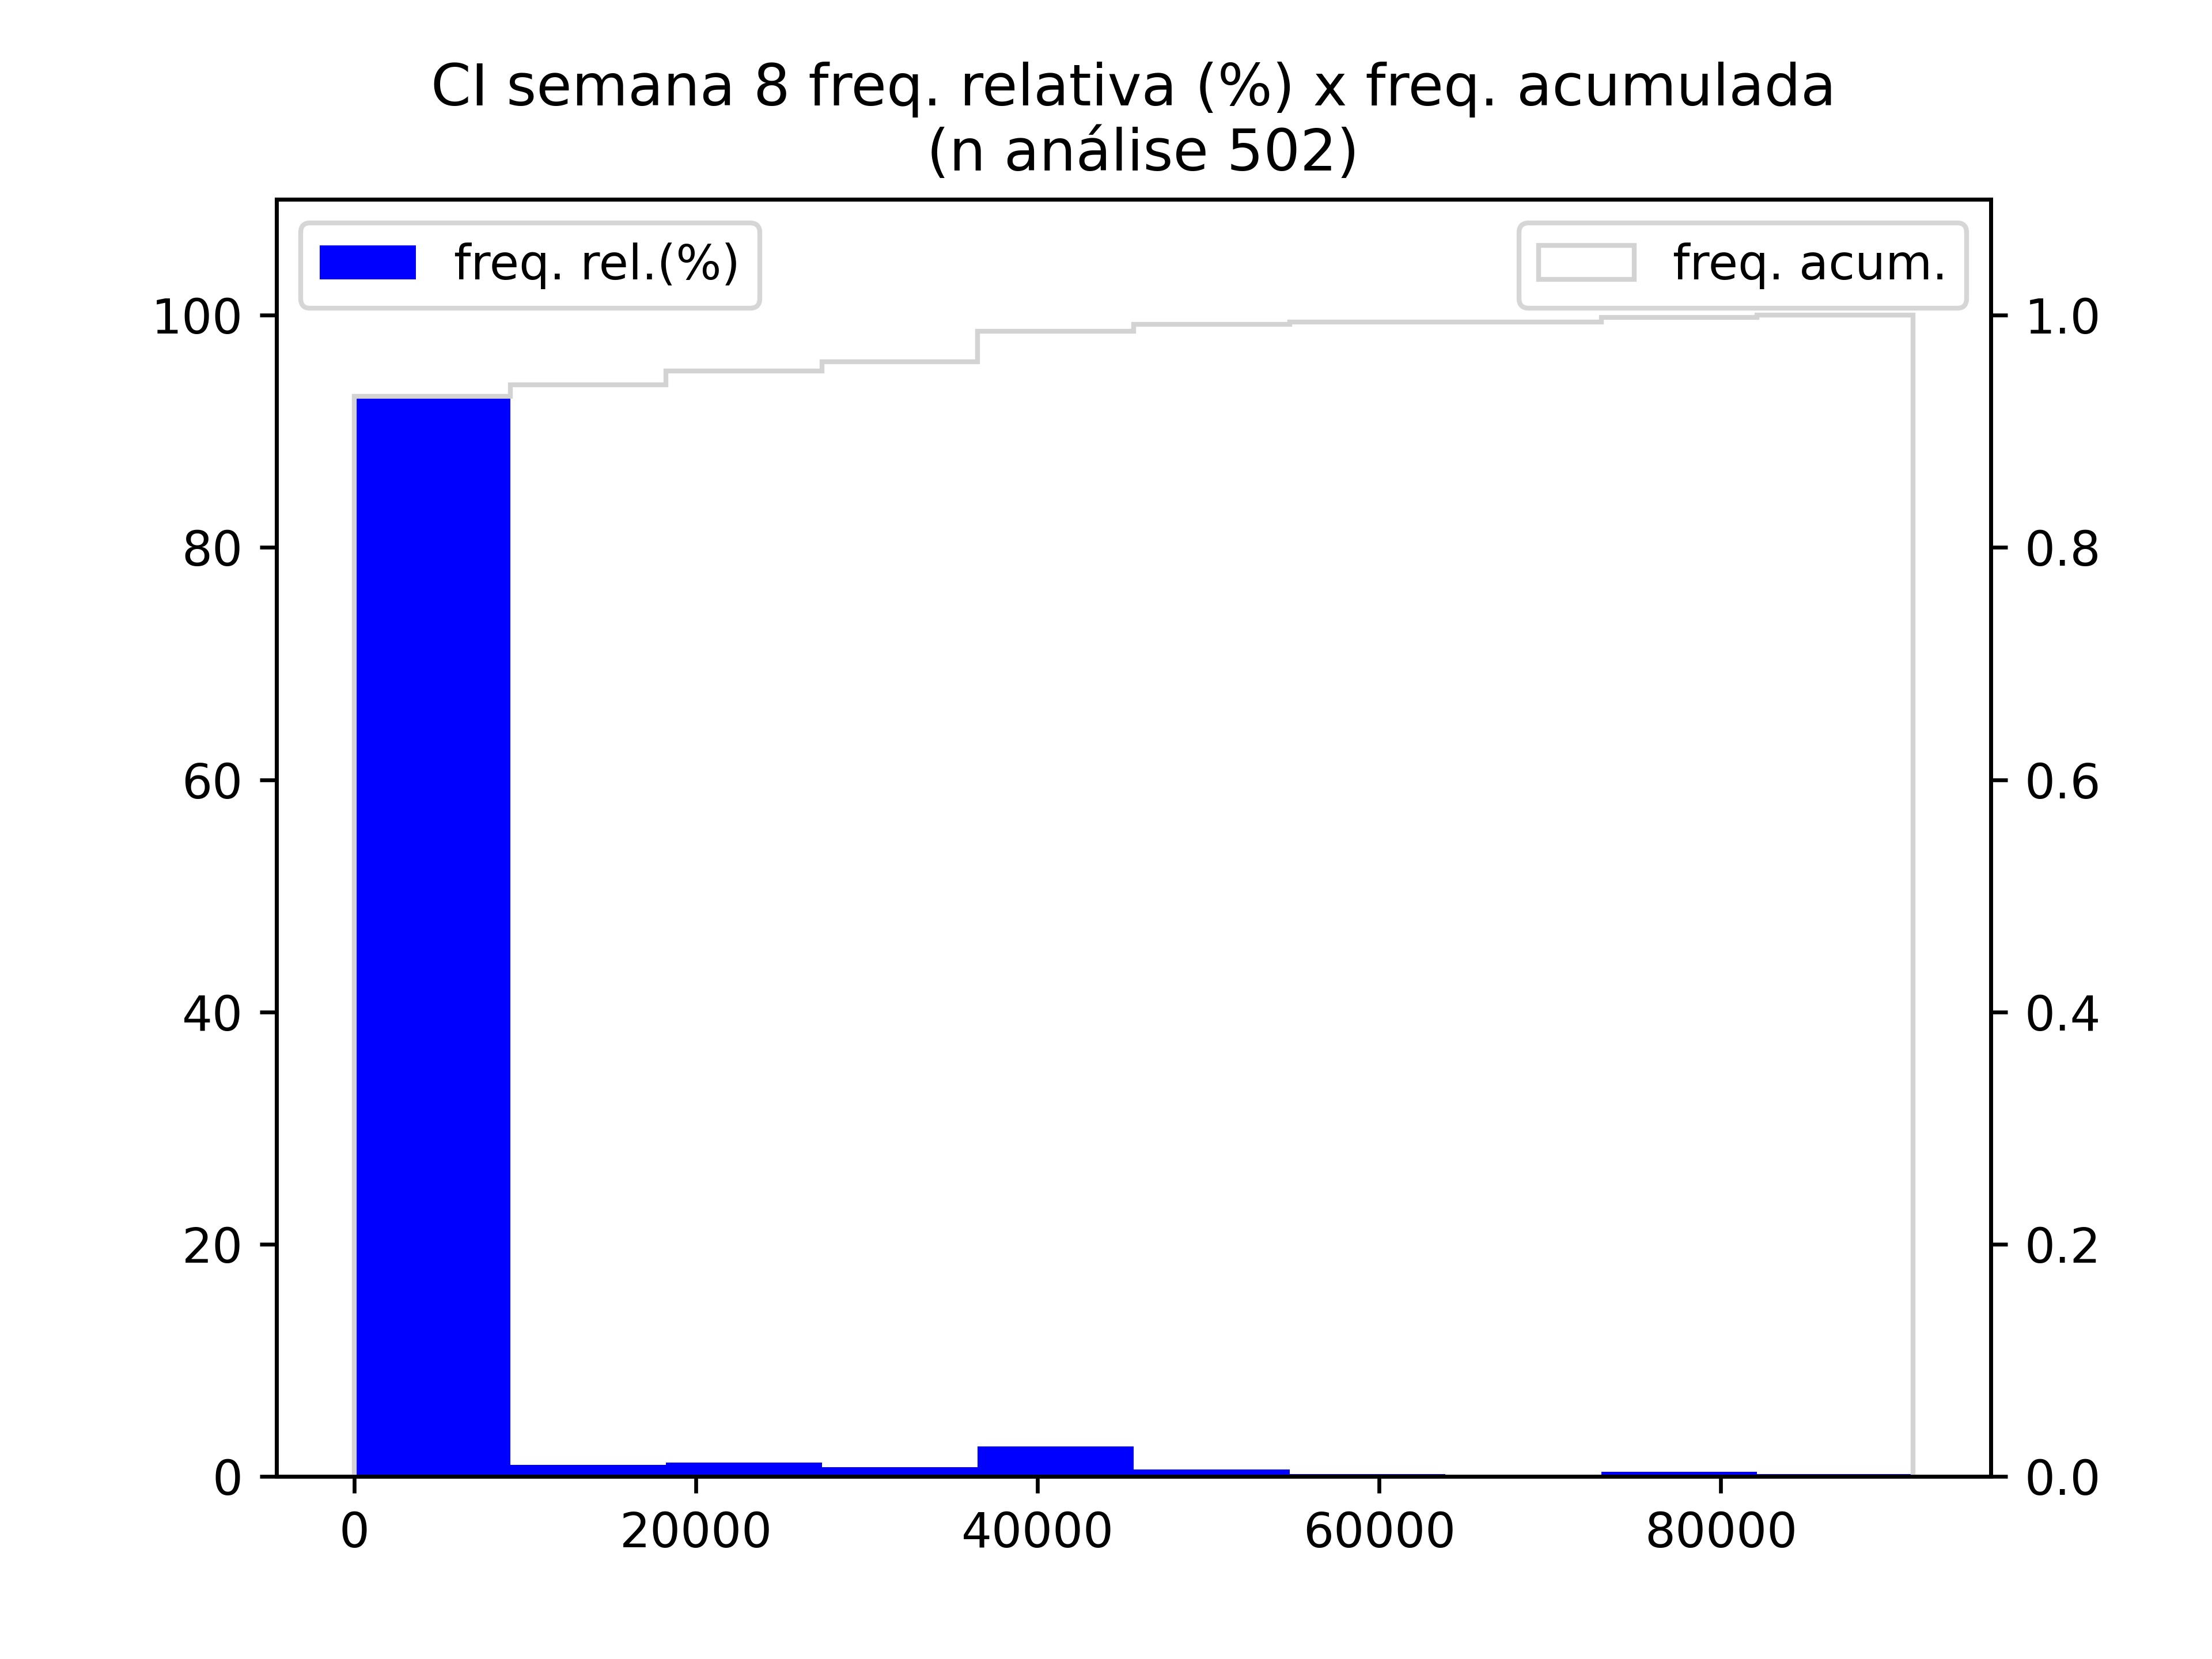 CI semana 8 freq. relativa (%) x freq. acumulada
(n análise 502)
freq. rel.(%)
freq. acum.
100
80
60
40
20
0
1.0
0.8
0.6
0.4
0.2
0.0
0 20000 40000 60000 80000